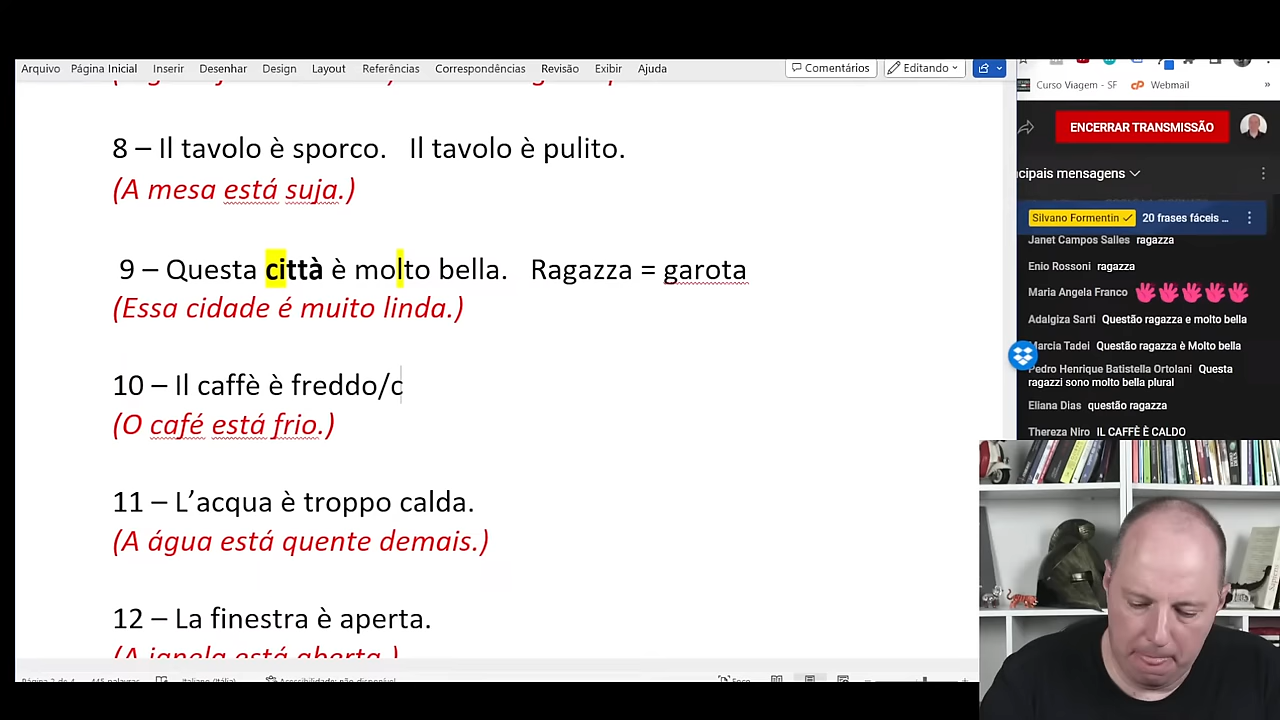 Arquivo Página Inicial Inserir Desenhar Design Layout Referências Correspondências Revisão Exibir Ajuda Comentários Editando
Curso Viagem - SF Webmail »
ENCERRAR TRANSMISSÃO
8 – Il tavolo è sporco. Il tavolo è pulito.
(A mesa está suja.)
9 – Questa città è molto bella. Ragazza = garota
(Essa cidade é muito linda.)
10 – Il caffè è freddo/c
(O café está frio.)
11 – L’acqua è troppo calda.
(A água está quente demais.)
12 – La finestra è aperta.
(A janela está aberta.)
cipais mensagens
Silvano Formentin 20 frases fáceis ...
Janet Campos Salles ragazza
Enio Rossoni ragazza
Maria Angela Franco
Adalgiza Sarti Questão ragazza e molto bella
Marcia Tadei Questão ragazza è Molto bella
Pedro Henrique Batistella Ortolani Questa
ragazzi sono molto bella plural
Eliana Dias questão ragazza
Thereza Niro IL CAFFÈ È CALDO